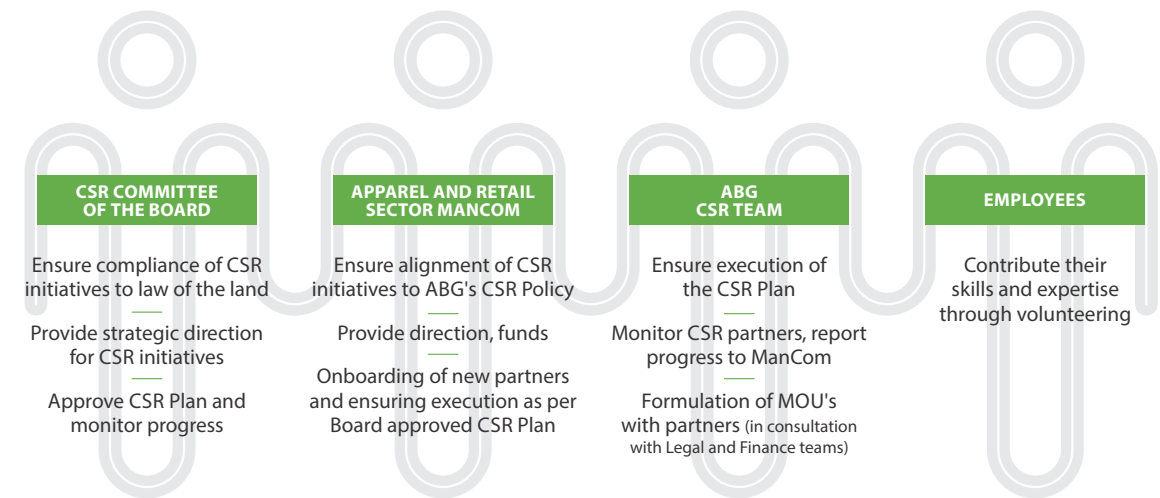 CSR COMMITTEE
OF THE BOARD
Ensure compliance of CSR
initiatives to law of the land
Provide strategic direction
for CSR initiatives
Approve CSR Plan and
monitor progress
APPAREL AND RETAIL
SECTOR MANCOM
Ensure alignment of CSR
initiatives to ABG's CSR Policy
Provide direction, funds
Onboarding of new partners
and ensuring execution as per
Board approved CSR Plan
ABG
CSR TEAM
Ensure execution of
the CSR Plan
Monitor CSR partners, report
progress to ManCom
Formulation of MOU's
with partners (in consultation
with Legal and Finance teams)
EMPLOYEES
Contribute their
skills and expertise
through volunteering